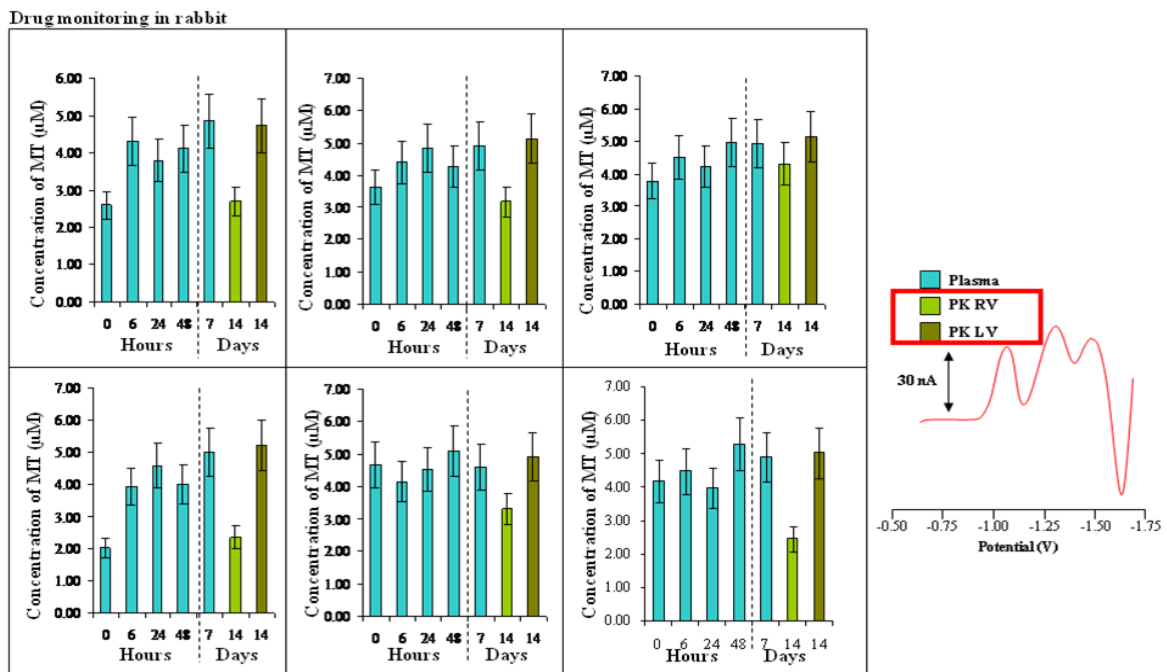 Drug monitoring in rabbit
Concentration of MT (µM)
6.00
5.00
4.00
3.00
2.00
1.00
0.00
0 6 24 48 7 14 14
Hours Days
Concentration of MT (µM)
7.00
6.00
5.00
4.00
3.00
2.00
1.00
0.00
0 6 24 48 7 14 14
Hours Days
Concentration of MT (µM)
7.00
6.00
5.00
4.00
3.00
2.00
1.00
0.00
0 6 24 48 7 14 14
Hours Days
Concentration of MT (µM)
7.00
6.00
5.00
4.00
3.00
2.00
1.00
0.00
0 6 24 48 7 14 14
Hours Days
Concentration of MT (µM)
7.00
6.00
5.00
4.00
3.00
2.00
1.00
0.00
0 6 24 48 7 14 14
Hours Days
Concentration of MT (µM)
7.00
6.00
5.00
4.00
3.00
2.00
1.00
0.00
0 6 24 48 7 14 14
Hours Days
Plasma
PK RV
PK LV
30 nA
-0.50 -0.75 -1.00 -1.25 -1.50 -1.75
Potential (V)